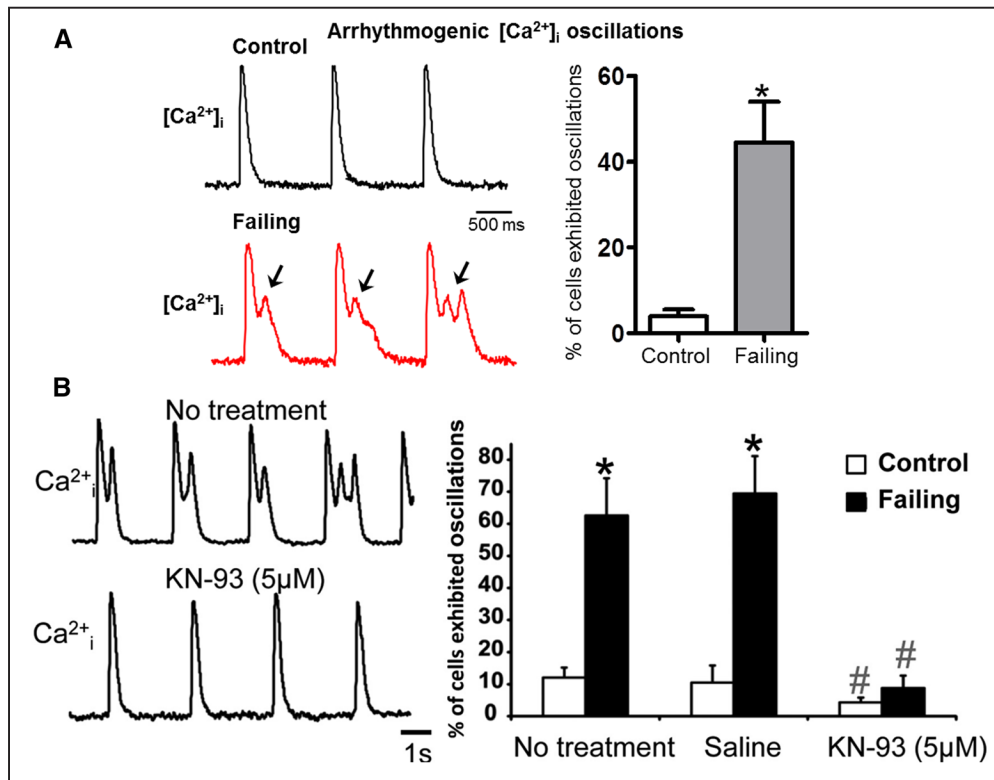 A
Arrhythmogenic [Ca²⁺]ᵢ oscillations
Control
[Ca²⁺]ᵢ
500 ms
Failing
[Ca²⁺]ᵢ
% of cells exhibited oscillations
60
40
20
0
*
Control
Failing
B
No treatment
Ca²⁺ᵢ
KN-93 (5µM)
Ca²⁺ᵢ
1s
% of cells exhibited oscillations
80
70
60
50
40
30
20
10
0
*
*
#
#
Control
Failing
No treatment
Saline
KN-93 (5µM)